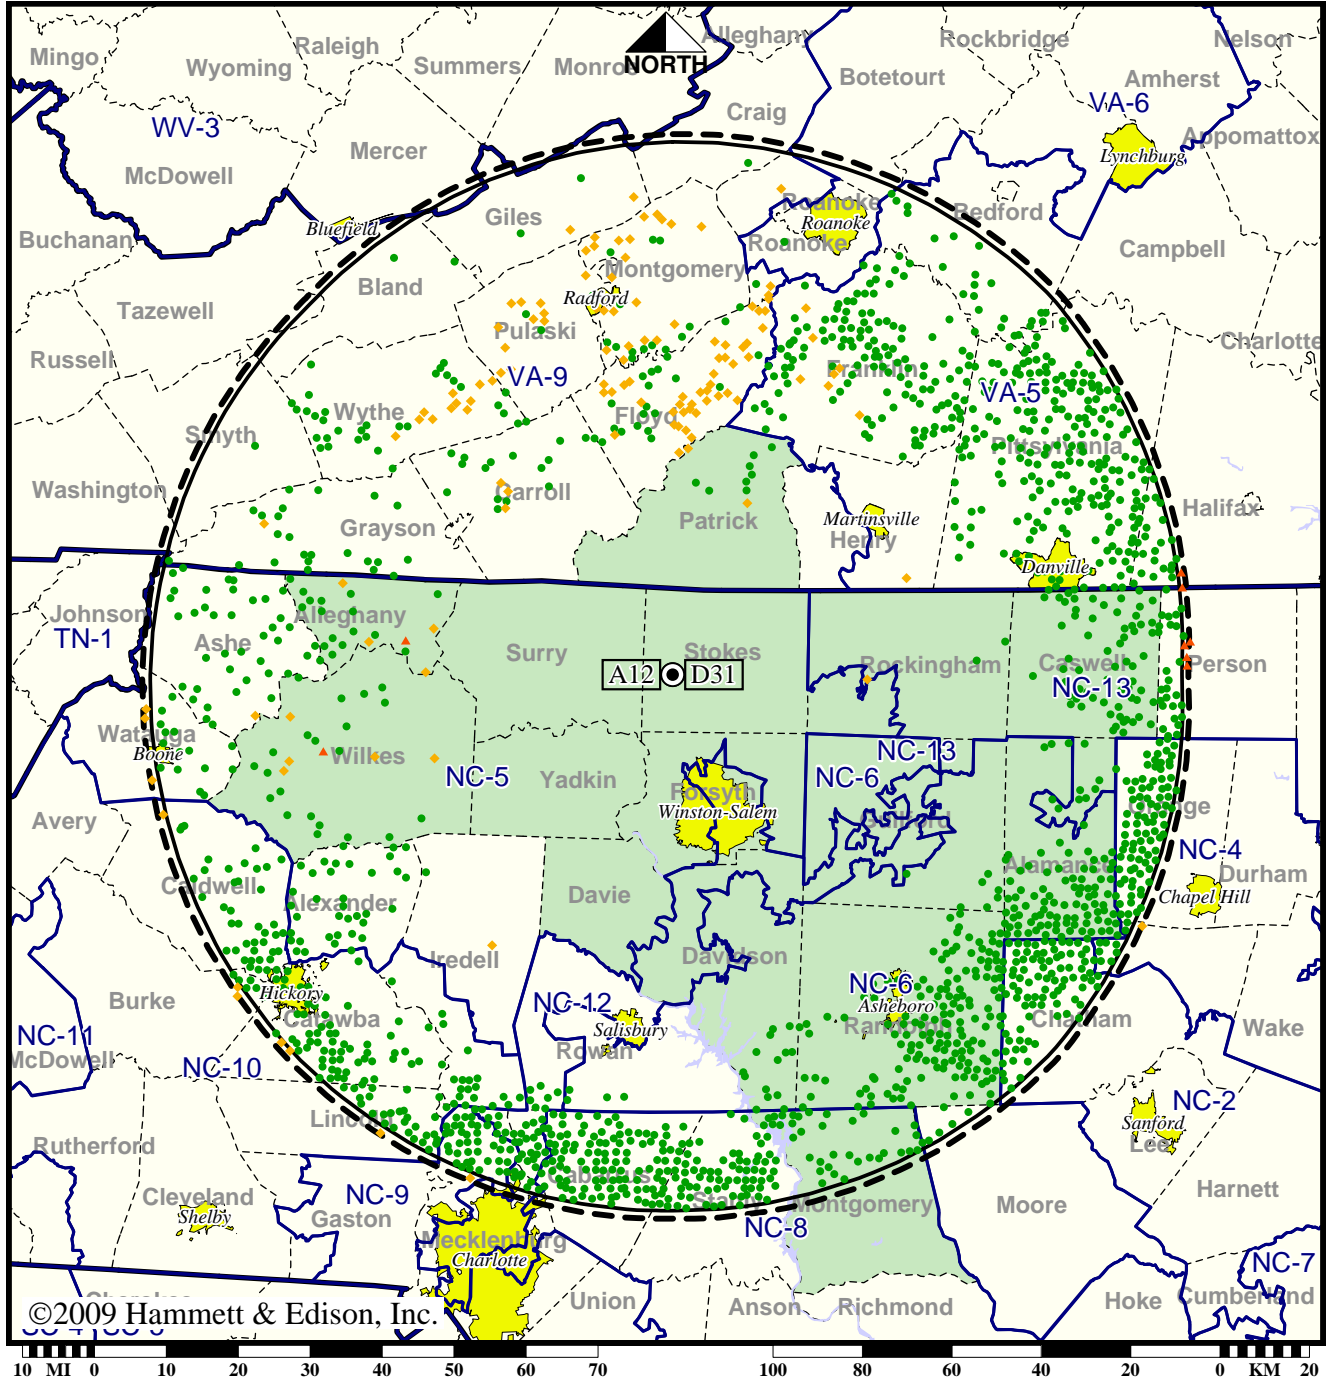 Mingo
Raleigh
Wyoming
Summers
Monroe
NORTH
Alleghany
Rockbridge
Nelson
Botetourt
Amherst
Craig
VA-6
WV-3
Mercer
Appomattox
Lynchburg
McDowell
Roanoke
Bedford
Giles
Roanoke
Bluefield
Buchanan
Roanoke
Campbell
Montgomery
Bland
Radford
Tazewell
Pulaski
Charlotte
Russell
Franklin
VA-9
VA-5
Wythe
Floyd
Smyth
Pittsylvania
Washington
Carroll
Halifax
Grayson
Patrick
Martinsville
Henry
Danville
Johnson
Alleghany
TN-1
Ashe
Surry
Stokes
Rockingham
Caswell
Person
A12
D31
NC-13
Watauga
Boone
Wilkes
NC-13
NC-5
Yadkin
NC-6
Forsyth
Orange
Winston-Salem
Avery
Guilford
NC-4
Alamance
Durham
Caldwell
Davie
Chapel Hill
Alexander
Iredell
Davidson
NC-6
Hickory
Burke
NC-12
Asheboro
Catawba
Salisbury
Randolph
Chatham
Wake
NC-11
Rowan
McDowell
NC-10
NC-2
Lincoln
Sanford
Rutherford
Lee
Cabarrus
Harnett
Cleveland
NC-9
Stanly
Montgomery
Moore
Shelby
Gaston
NC-8
Mecklenburg
Charlotte
NC-7
Union
Anson
Richmond
Hoke
Cumberland
©2009 Hammett & Edison, Inc.
10 MI 0 10 20 30 40 50 60 70 100 80 60 40 20 0 KM 20